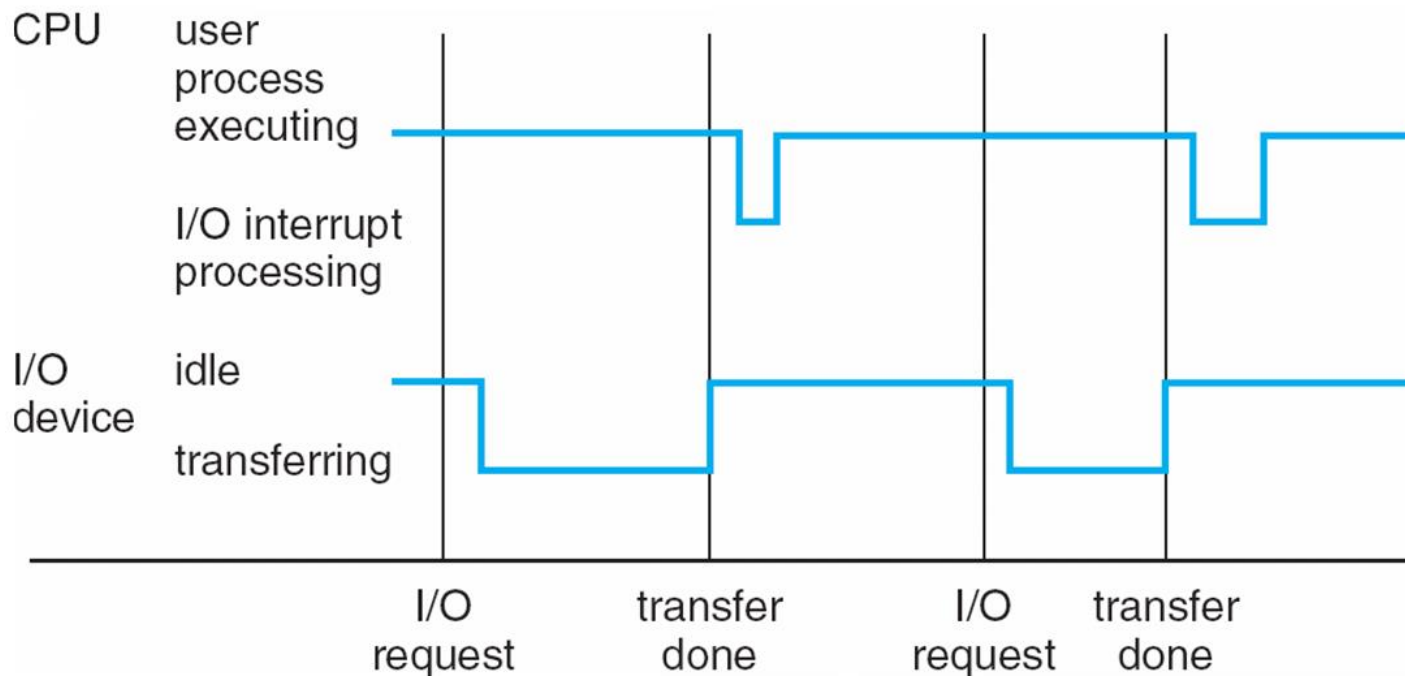 CPU user
process
executing
I/O interrupt
processing
I/O idle
device
transferring
I/O transfer I/O transfer
request done request done